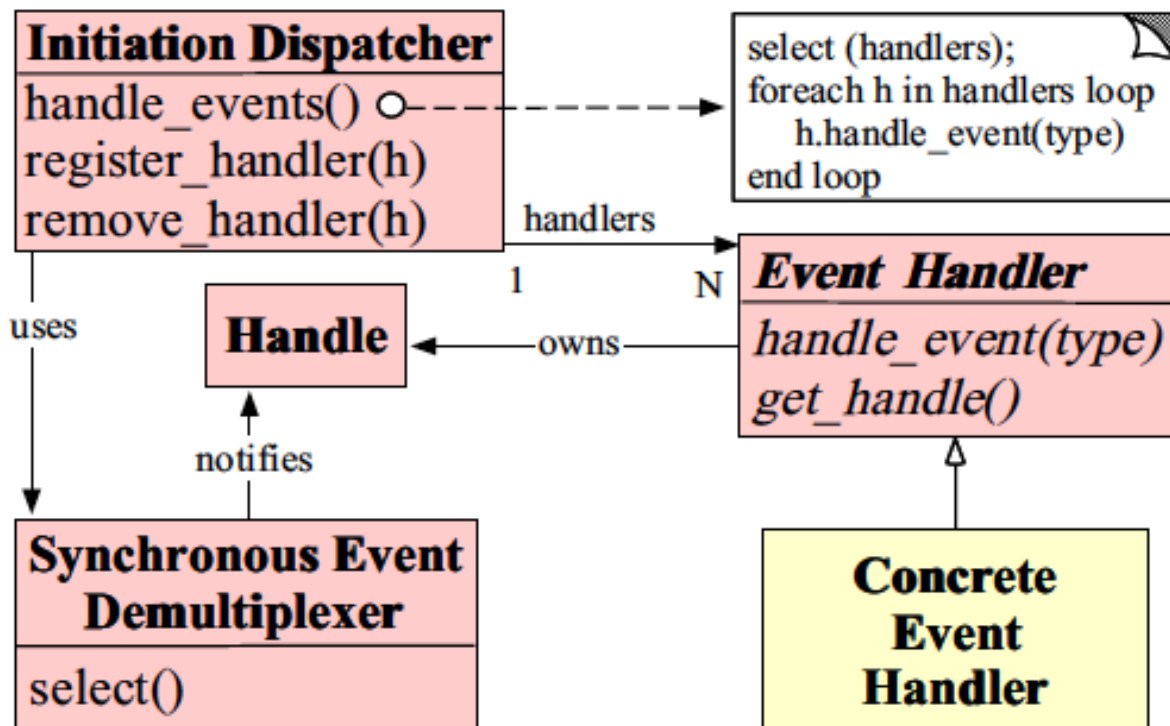 Initiation Dispatcher
handle_events()
register_handler(h)
remove_handler(h)
select (handlers);
foreach h in handlers loop
h.handle_event(type)
end loop
handlers
1
N
Event Handler
handle_event(type)
get_handle()
uses
Handle
owns
notifies
Synchronous Event
Demultiplexer
select()
Concrete
Event
Handler